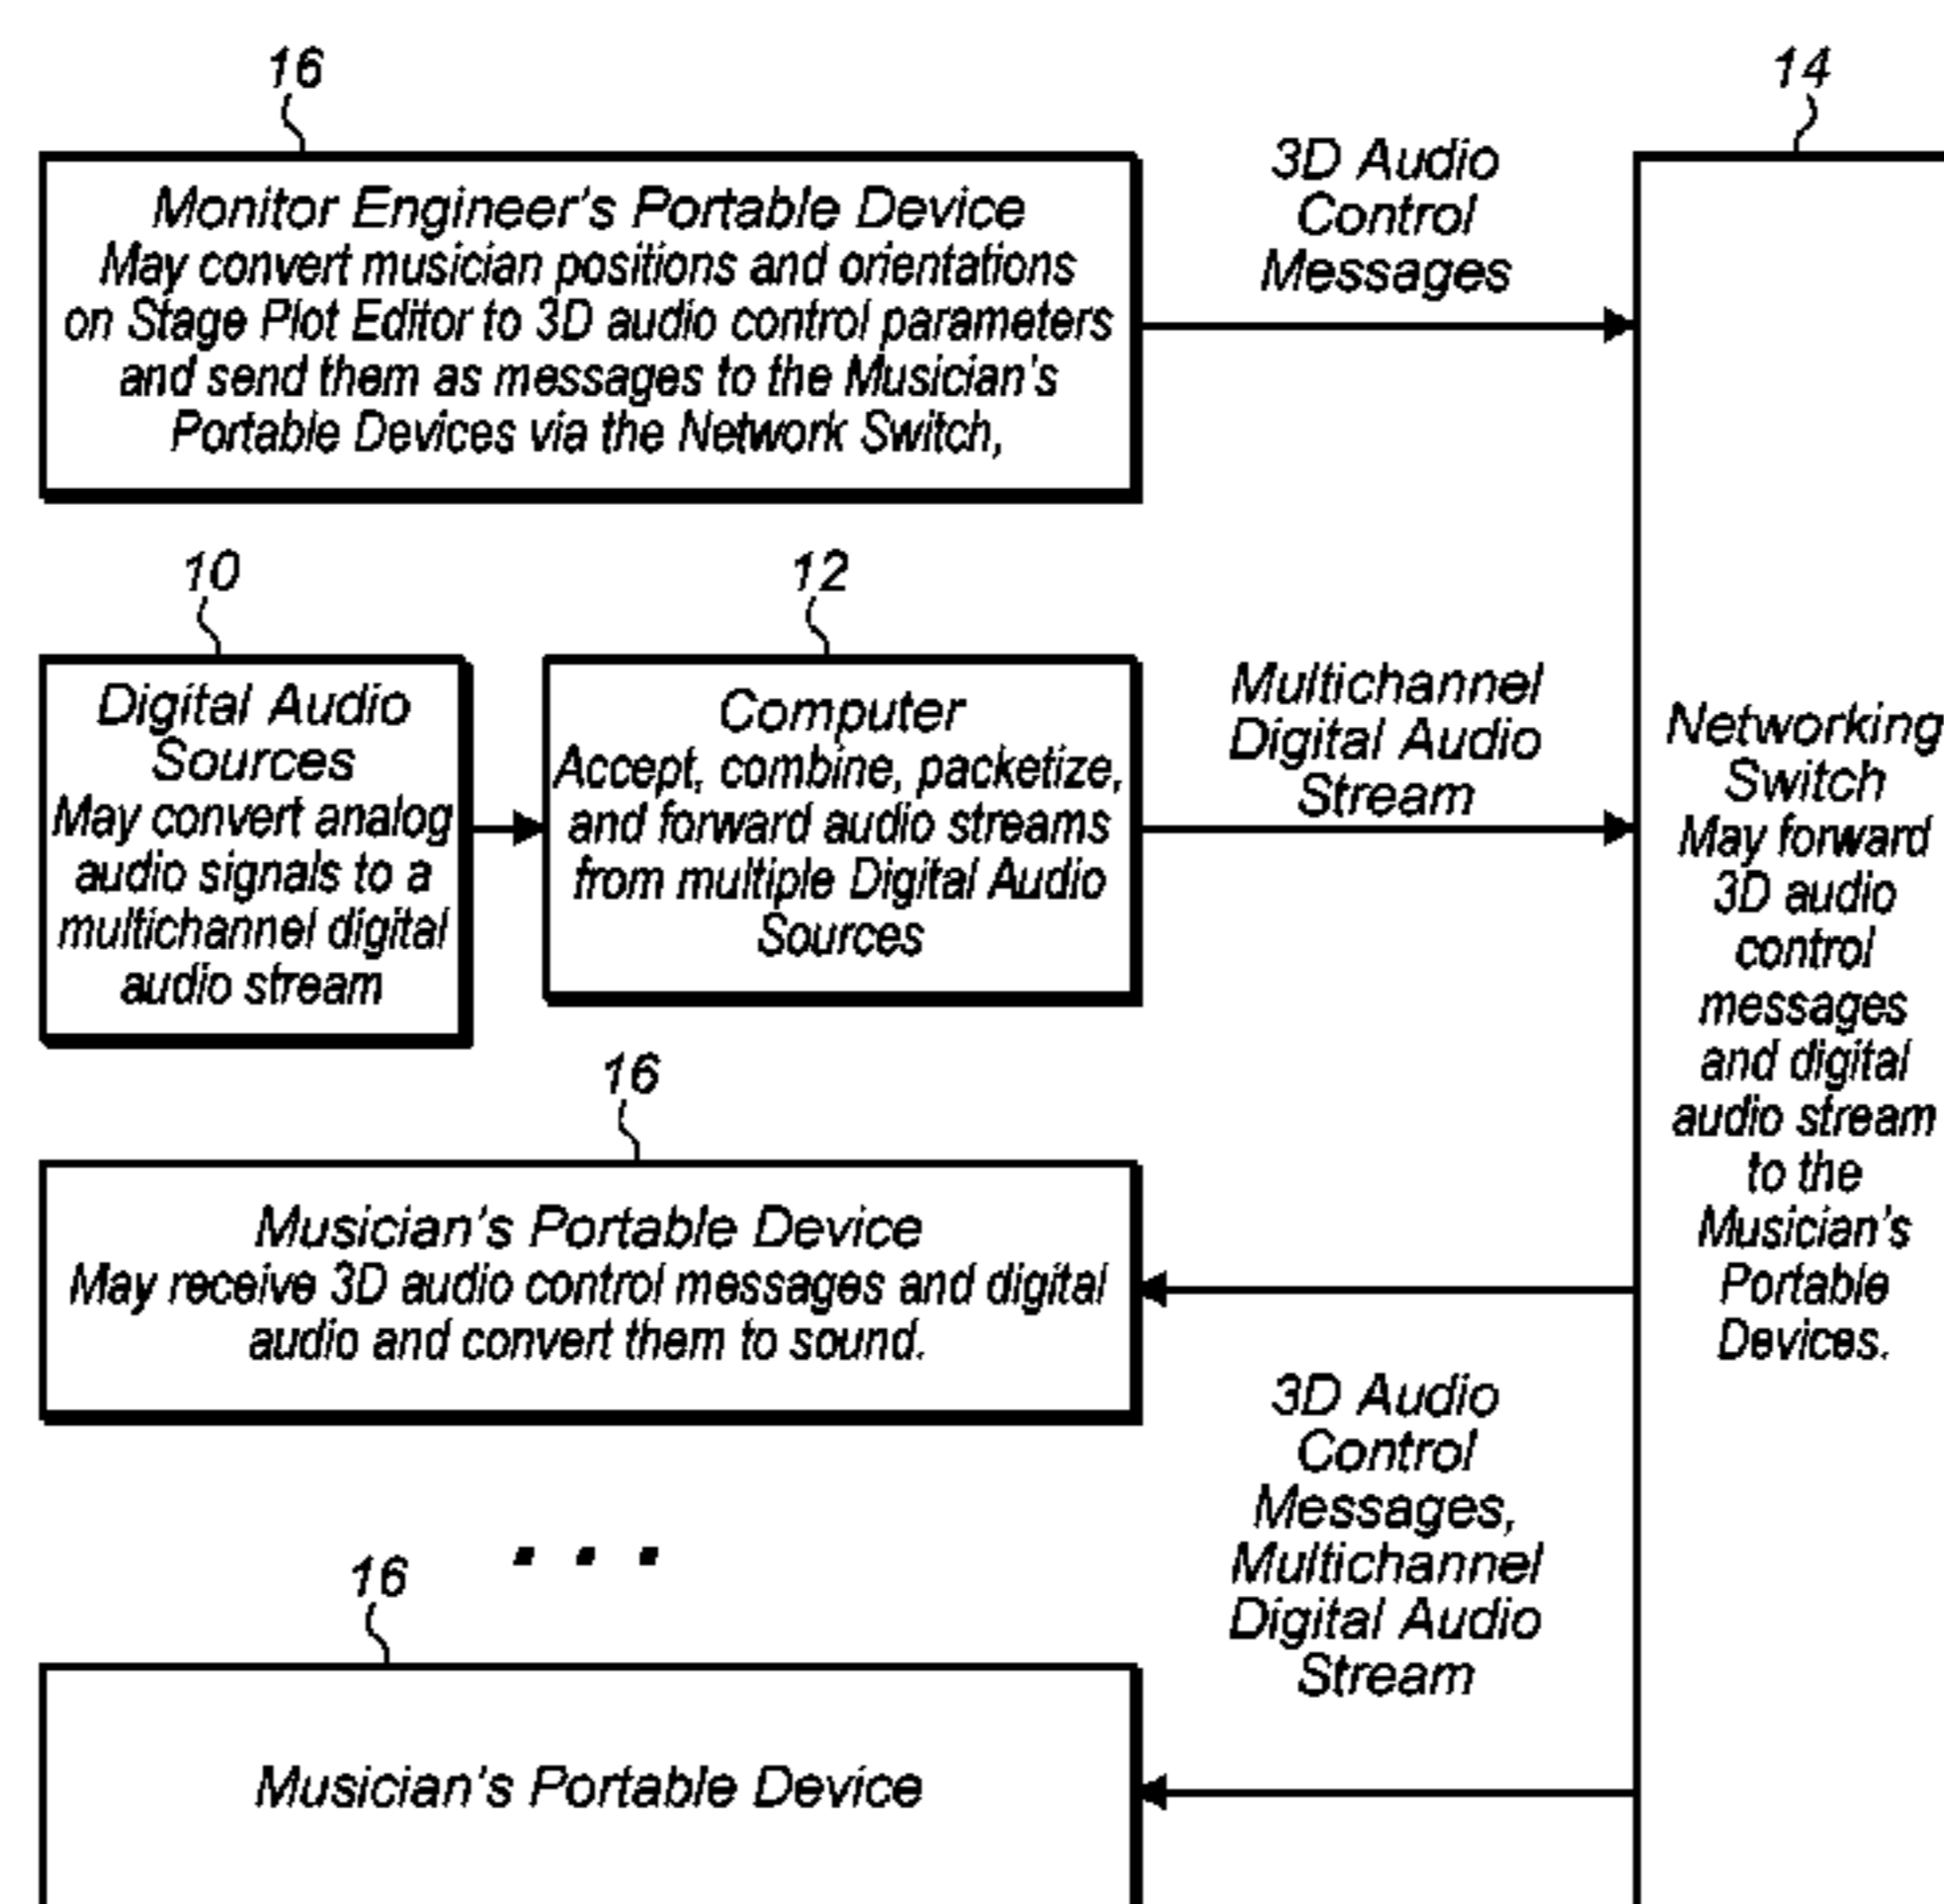 16
14
Monitor Engineer's Portable Device
May convert musician positions and orientations
on Stage Plot Editor to 3D audio control parameters
and send them as messages to the Musician's
Portable Devices via the Network Switch,
3D Audio
Control
Messages
10
12
Digital Audio
Sources
May convert analog
audio signals to a
multichannel digital
audio stream
Computer
Accept, combine, packetize,
and forward audio streams
from multiple Digital Audio
Sources
Multichannel
Digital Audio
Stream
Networking
Switch
May forward
3D audio
control
messages
and digital
audio stream
to the
Musician's
Portable
Devices.
16
Musician's Portable Device
May receive 3D audio control messages and digital
audio and convert them to sound.
3D Audio
Control
Messages,
Multichannel
Digital Audio
Stream
. . .
16
Musician's Portable Device